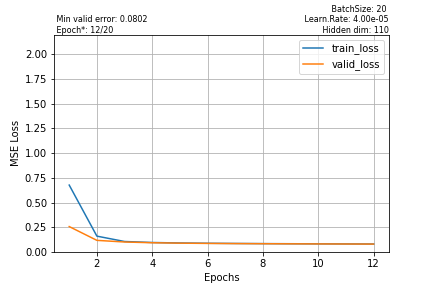 Min valid error: 0.0802
Epoch*: 12/20
BatchSize: 20
Learn.Rate: 4.00e-05
Hidden dim: 110
train_loss
valid_loss
2.00
1.75
1.50
1.25
1.00
0.75
0.50
0.25
0.00
MSE Loss
2 4 6 8 10 12
Epochs